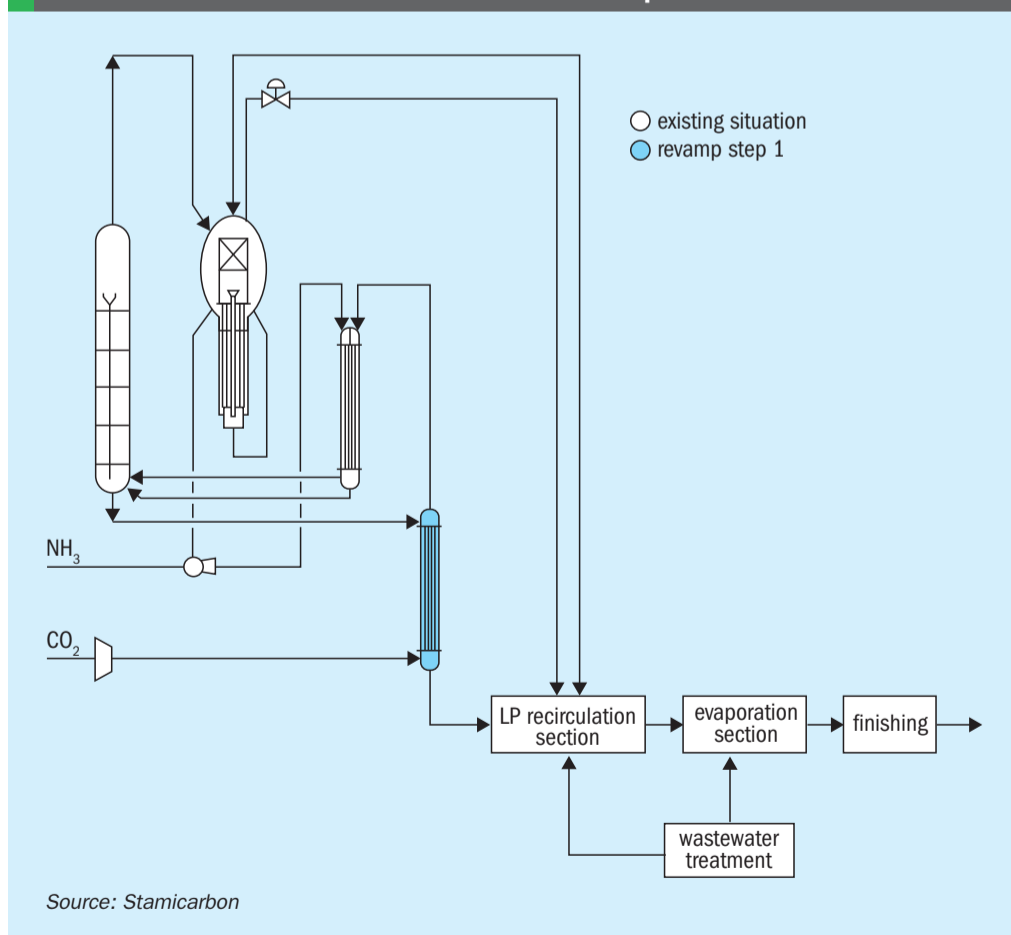 existing situation
revamp step 1
NH3
CO2
LP recirculation
section
evaporation
section
finishing
wastewater
treatment
Source: Stamicarbon